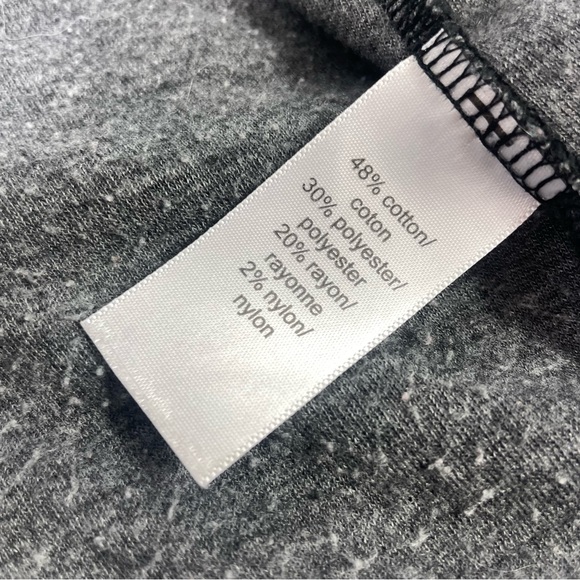 48% cotton/
coton
30% polyester/
polyester
20% rayon/
rayonne
2% nylon/
nylon